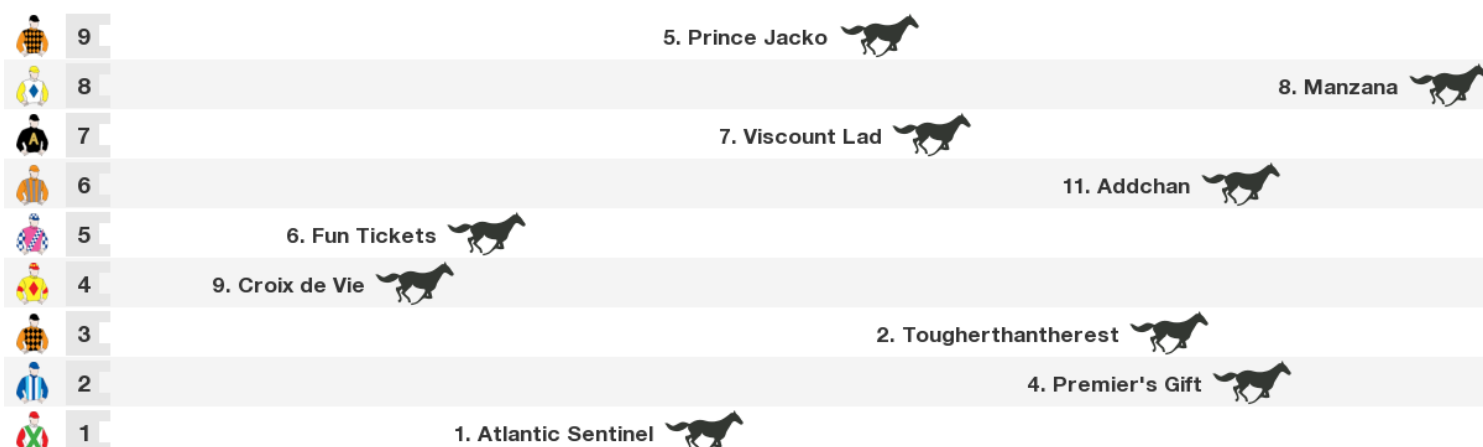 9 5. Prince Jacko
8 8. Manzana
7 A 7. Viscount Lad
6 11. Addchan
5 6. Fun Tickets
4 9. Croix de Vie
3 2. Tougherthantherest
2 4. Premier's Gift
1 1. Atlantic Sentinel